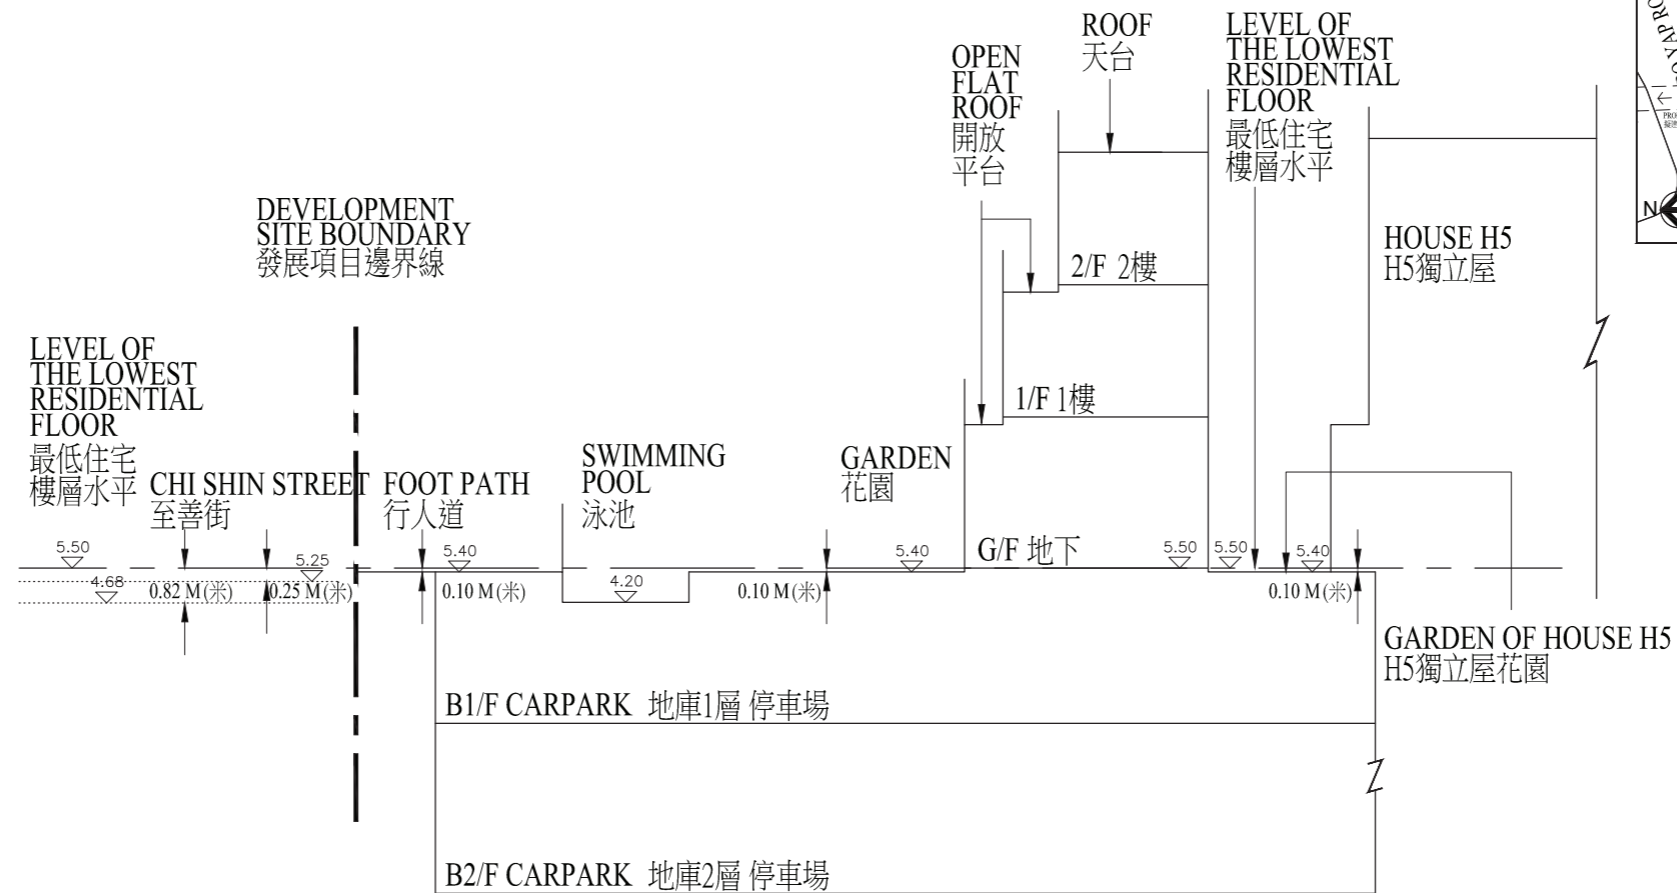 ROOF
天台
LEVEL OF
THE LOWEST
RESIDENTIAL
FLOOR
最低住宅
樓層水平
OPEN
FLAT
ROOF
開放
平台
DEVELOPMENT
SITE BOUNDARY
發展項目邊界線
HOUSE H5
H5獨立屋
N
2/F 2樓
LEVEL OF
THE LOWEST
RESIDENTIAL
FLOOR
最低住宅
樓層水平
1/F 1樓
CHI SHIN STREET
至善街
FOOT PATH
行人道
SWIMMING
POOL
泳池
GARDEN
花園
G/F 地下
5.50
5.25
5.40
5.40
5.50
5.50
5.40
4.68
4.20
0.82 M (米)
0.25 M (米)
0.10 M (米)
0.10 M (米)
0.10 M (米)
GARDEN OF HOUSE H5
H5獨立屋花園
B1/F CARPARK 地庫1層 停車場
B2/F CARPARK 地庫2層 停車場